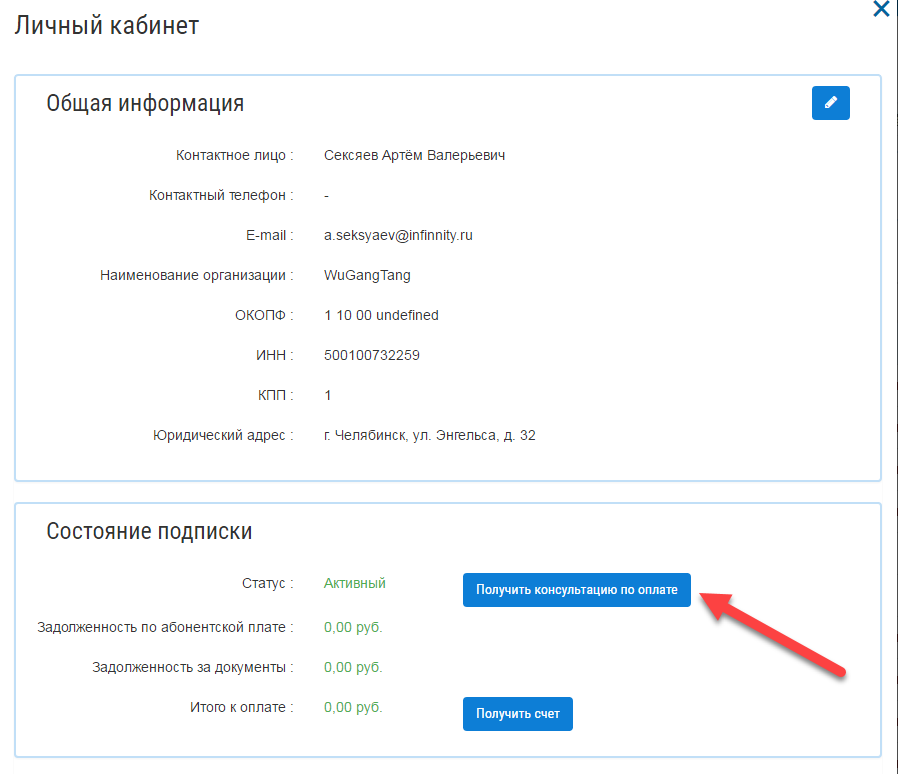 Личный кабинет
Общая информация
Контактное лицо : Сексяев Артём Валерьевич
Контактный телефон : -
E-mail : a.seksyaev@infinnity.ru
Наименование организации : WuGangTang
ОКОПФ : 1 10 00 undefined
ИНН : 500100732259
КПП : 1
Юридический адрес : г. Челябинск, ул. Энгельса, д. 32
Состояние подписки
Статус : Активный Получить консультацию по оплате
Задолженность по абонентской плате : 0,00 руб.
Задолженность за документы : 0,00 руб.
Итого к оплате : 0,00 руб. Получить счет